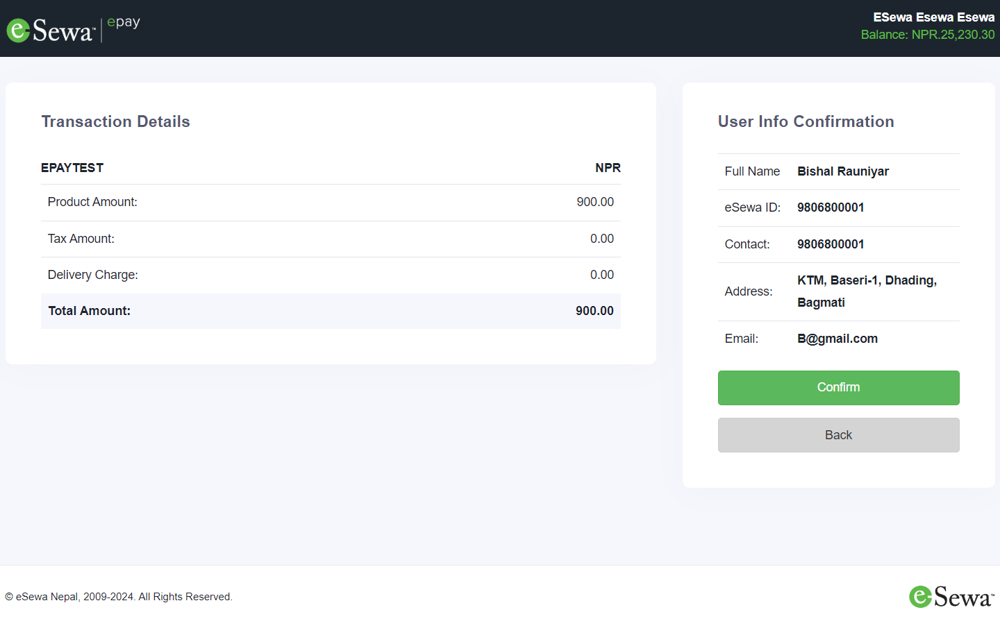 eSewa™ epay
ESewa Esewa Esewa
Balance: NPR.25,230.30
Transaction Details
EPAYTEST NPR
Product Amount: 900.00
Tax Amount: 0.00
Delivery Charge: 0.00
Total Amount: 900.00
User Info Confirmation
Full Name Bishal Rauniyar
eSewa ID: 9806800001
Contact: 9806800001
Address: KTM, Baseri-1, Dhading,
Bagmati
Email: B@gmail.com
Confirm
Back
© eSewa Nepal, 2009-2024. All Rights Reserved.
eSewa™